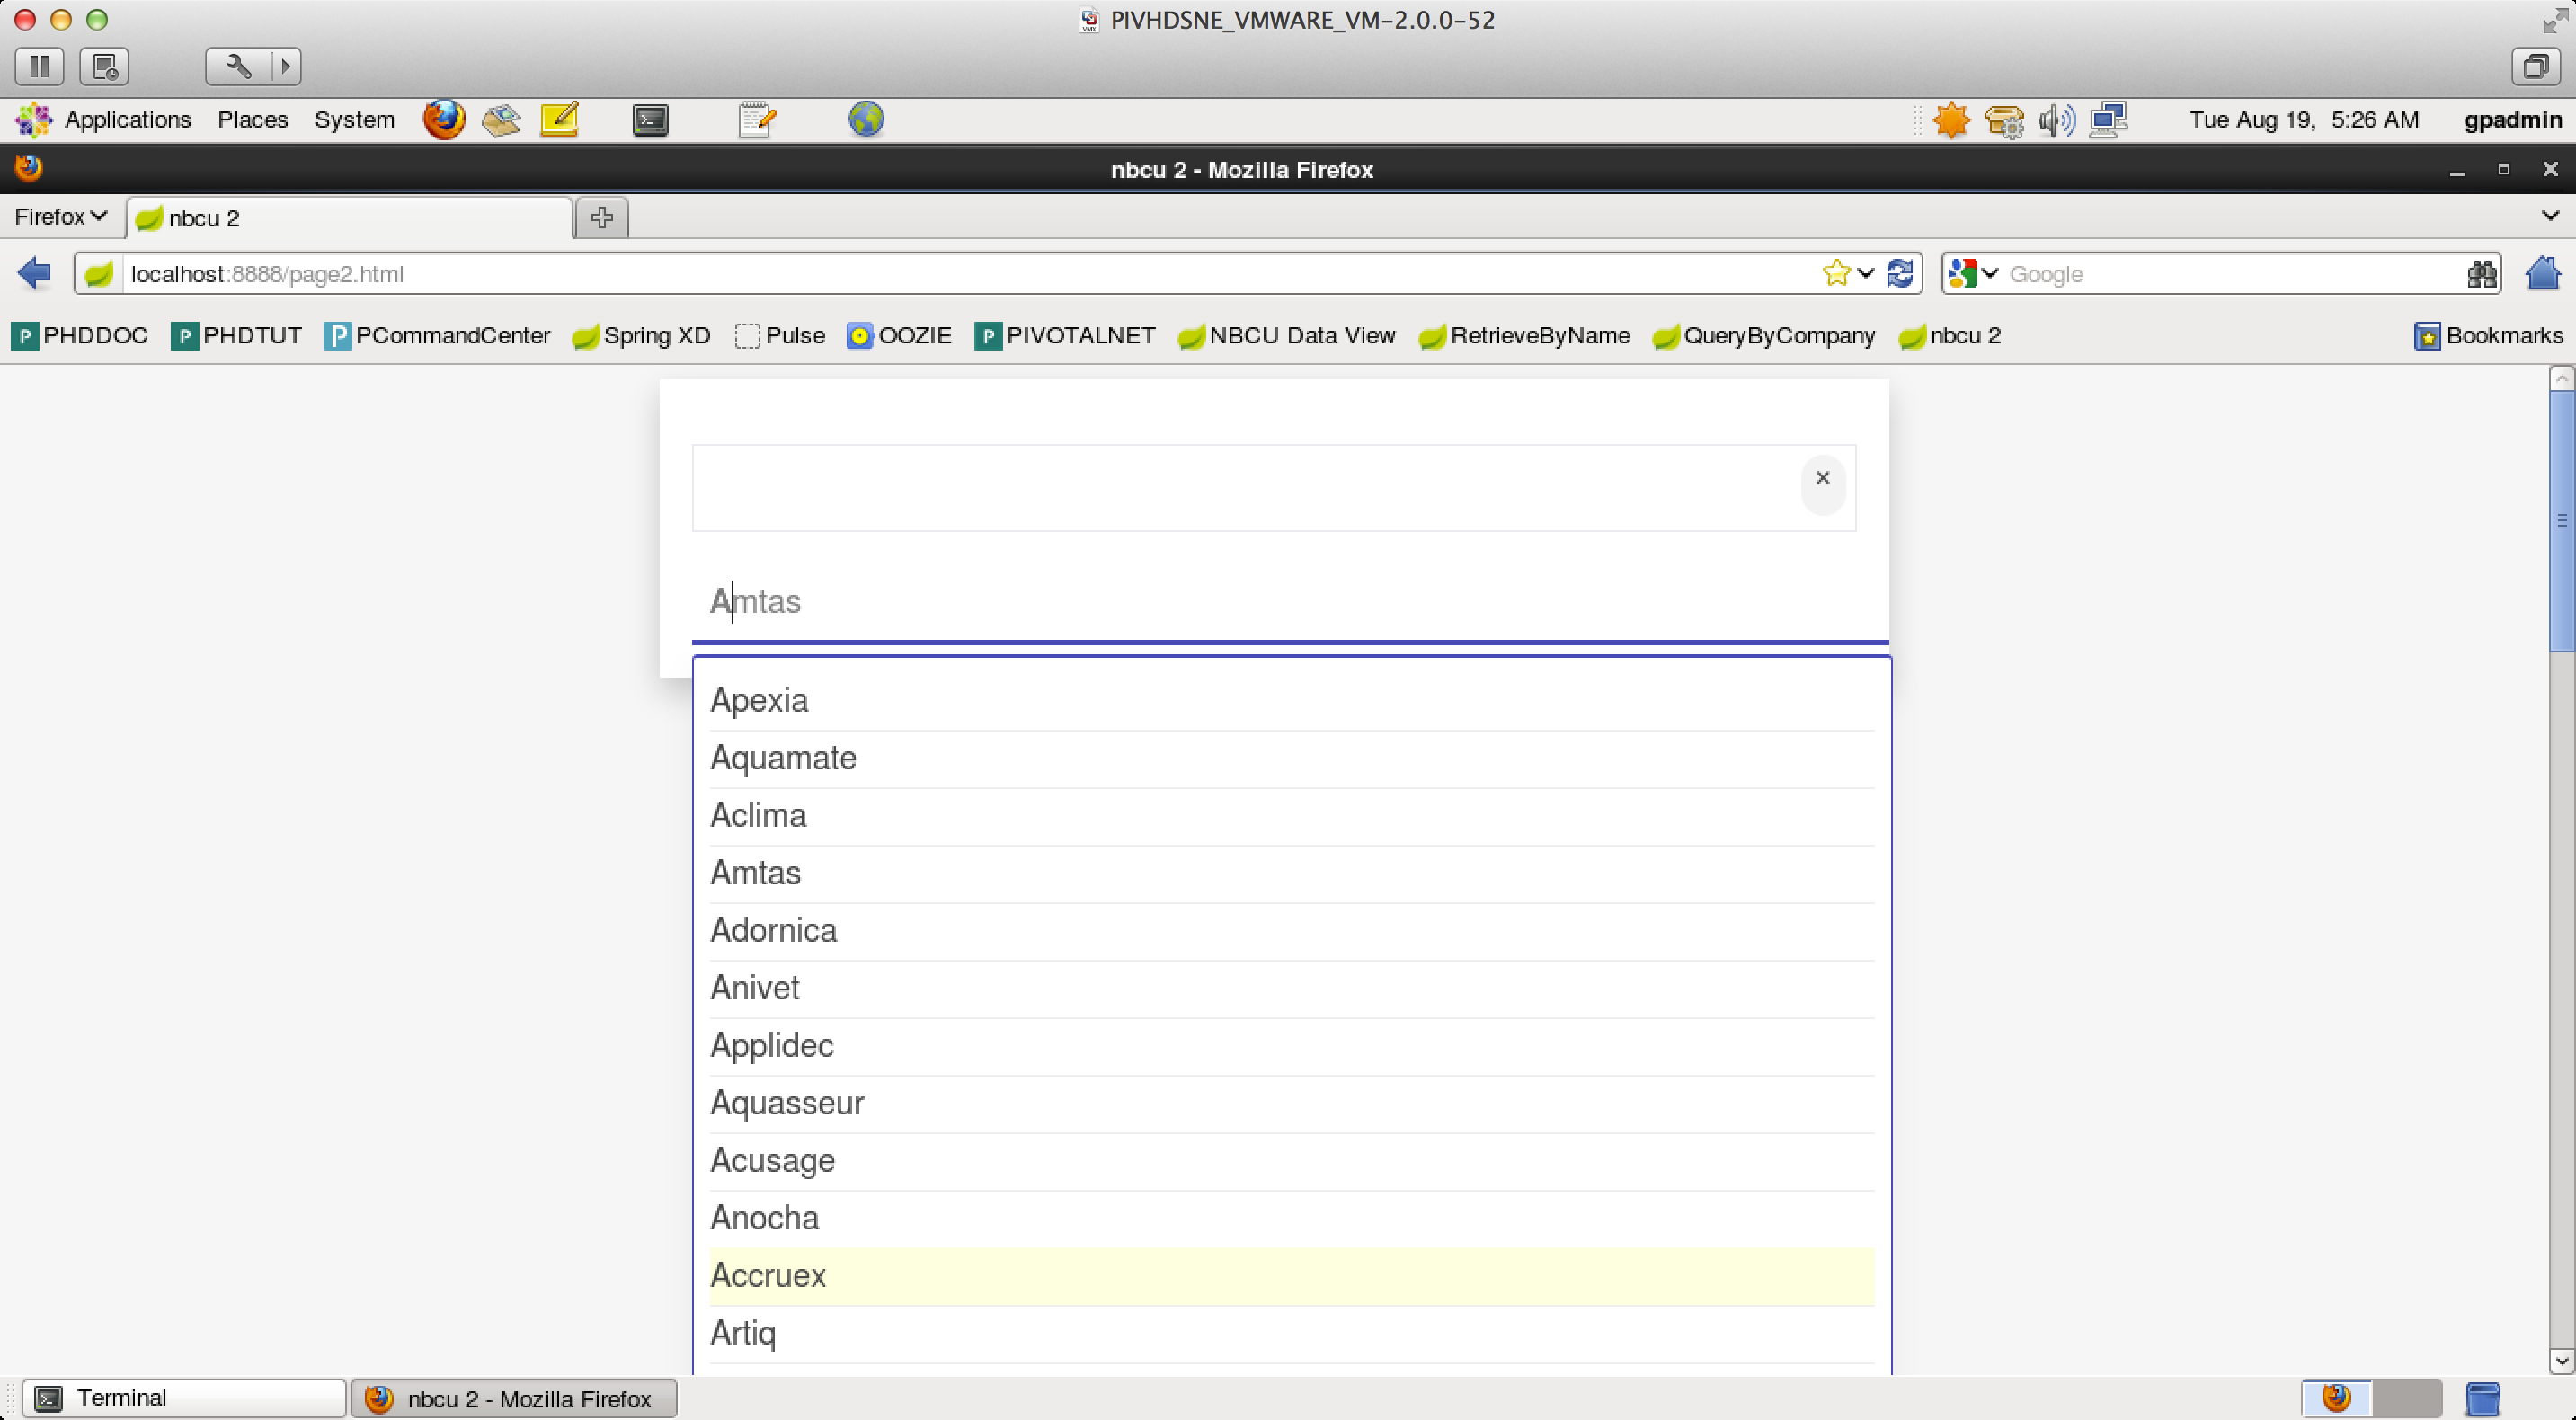 PIVHDSNE_VMWARE_VM-2.0.0-52
Applications Places System Tue Aug 19, 5:26 AM gpadmin
nbcu 2 - Mozilla Firefox
Firefox nbcu 2
localhost:8888/page2.html Google
PHDDOC PHDTUT PCommandCenter Spring XD Pulse OOZIE PIVOTALNET NBCU Data View RetrieveByName QueryByCompany nbcu 2 Bookmarks
Amtas
Apexia
Aquamate
Aclima
Amtas
Adornica
Anivet
Applidec
Aquasseur
Acusage
Anocha
Accruex
Artiq
Terminal nbcu 2 - Mozilla Firefox